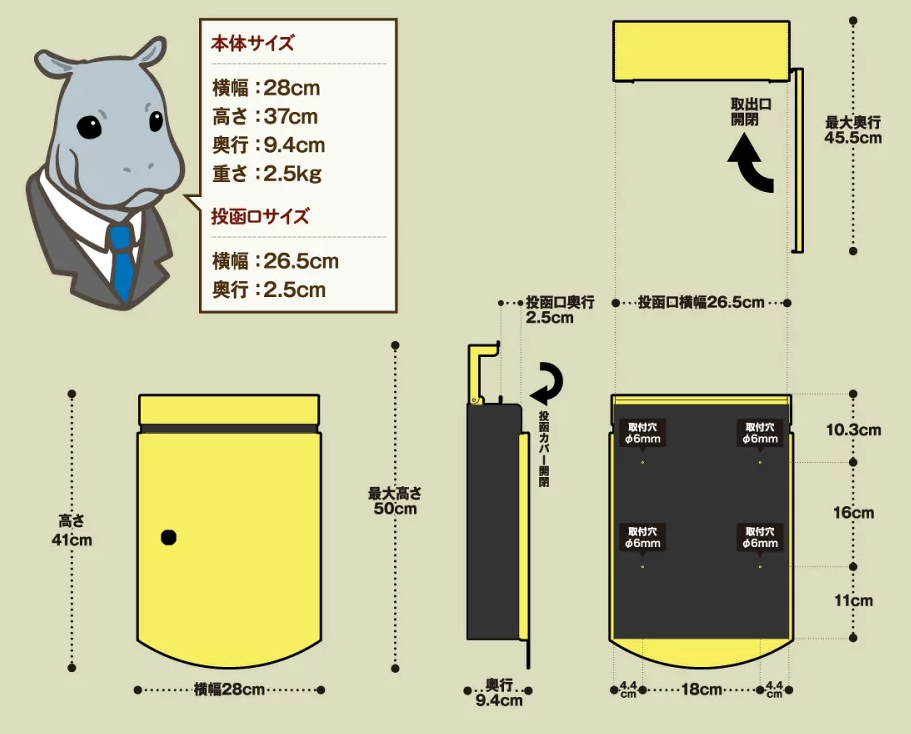 本体サイズ
横幅：28cm
高さ：37cm
奥行：9.4cm
重さ：2.5kg
投函口サイズ
横幅：26.5cm
奥行：2.5cm
取出口
開閉
最大奥行
45.5cm
投函口奥行
2.5cm
投函口横幅26.5cm
投函カバー開閉
高さ
41cm
最大高さ
50cm
横幅28cm
奥行
9.4cm
取付穴
φ6mm
取付穴
φ6mm
取付穴
φ6mm
取付穴
φ6mm
10.3cm
16cm
11cm
4.4
cm
18cm
4.4
cm